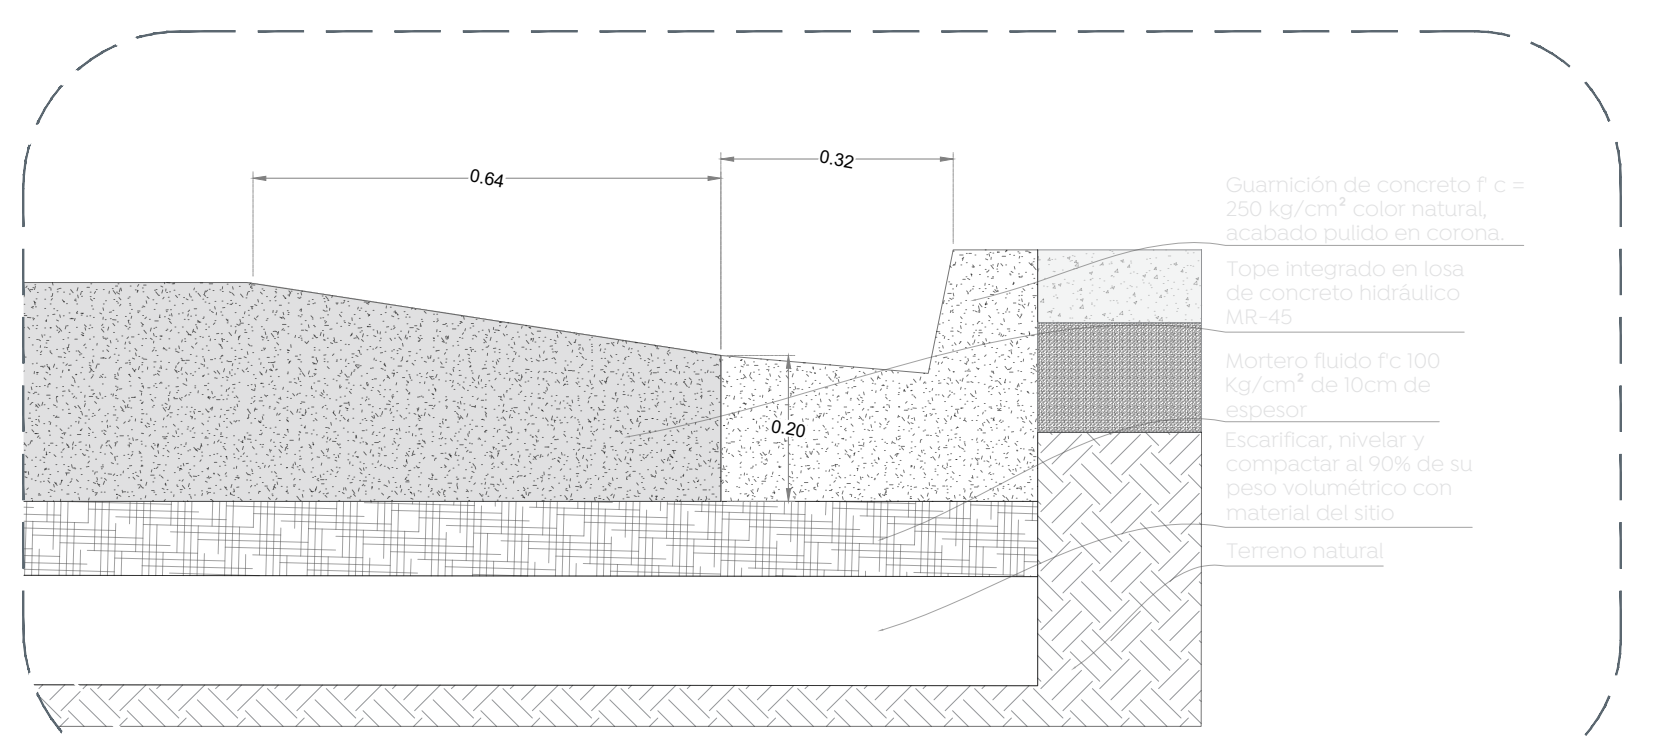 0.32
0.64
Guarnición de concreto f' c =
250 kg/cm² color natural,
acabado pulido en corona.
Tope integrado en losa
de concreto hidráulico
MR-45
Mortero fluido f'c 100
Kg/cm² de 10cm de
espesor
0.20
Escarificar, nivelar y
compactar al 90% de su
peso volumétrico con
material del sitio
Terreno natural